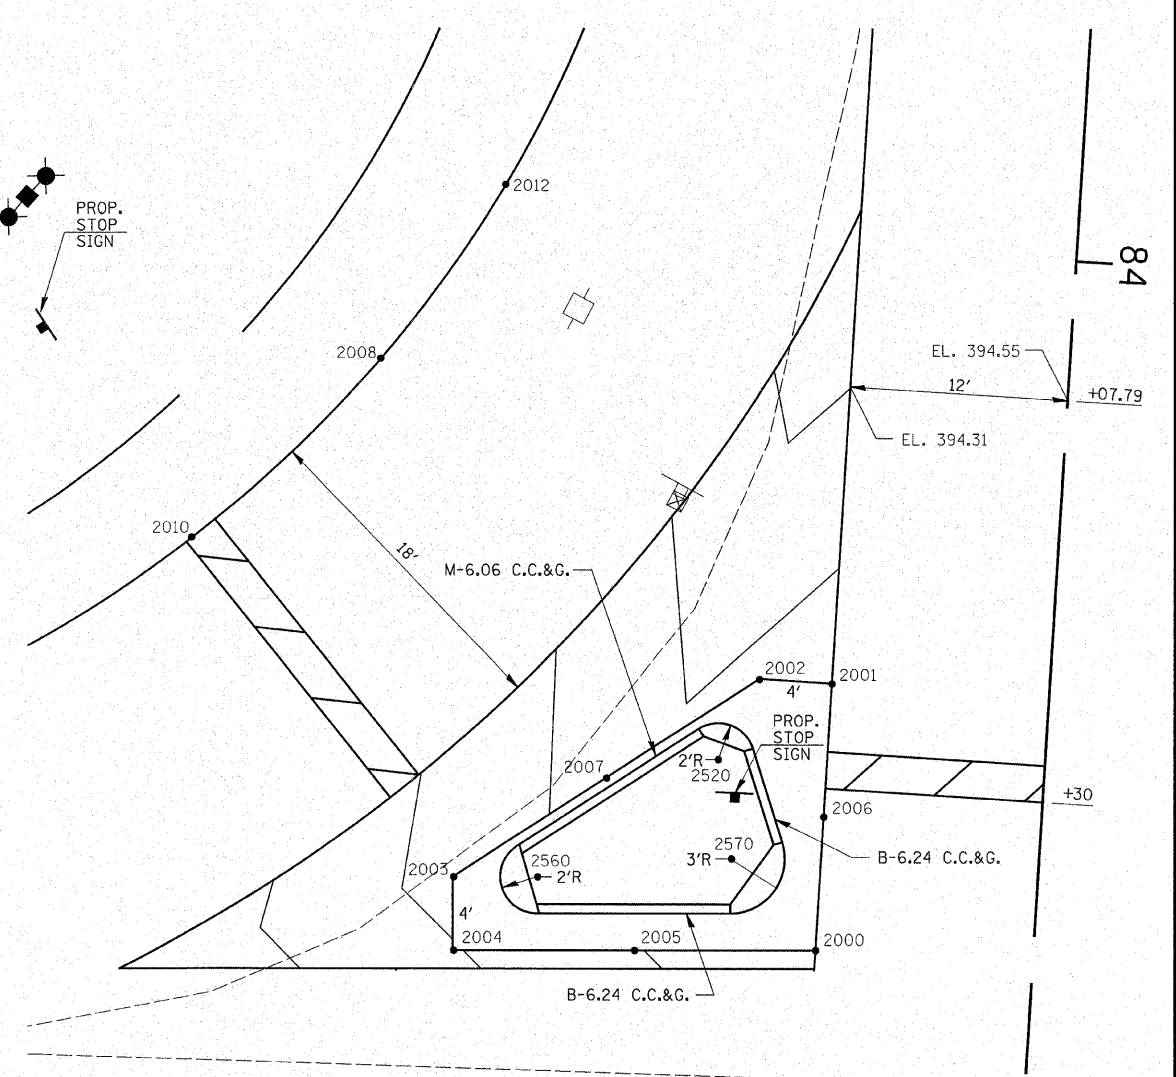 2012
PROP.
STOP
SIGN
84
2008
EL. 394.55
12'
+07.79
EL. 394.31
2010
18'
M-6.06 C.C.&G.
2002
2001
4'
PROP.
STOP
SIGN
2007
2'R
2520
+30
2006
2570
3'R
B-6.24 C.C.&G.
2560
2'R
2003
4'
2004
2005
2000
B-6.24 C.C.&G.